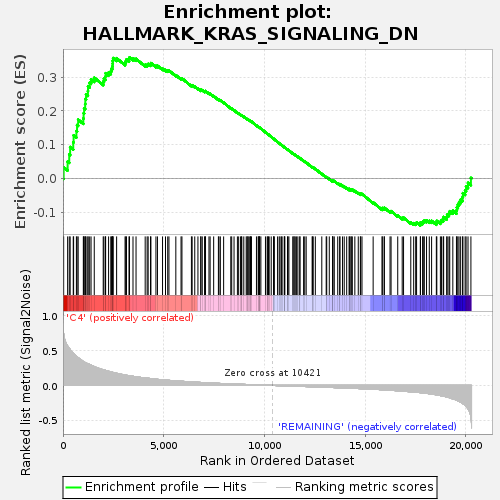 Enrichment plot:
HALLMARK_KRAS_SIGNALING_DN
Enrichment score (ES)
0.3
0.2
0.1
0.0
-0.1
'C4' (positively correlated)
1.0
0.5
0.0
-0.5
Zero cross at 10421
'REMAINING' (negatively correlated)
0
5,000
10,000
15,000
20,000
Ranked list metric (Signal2Noise)
Rank in Ordered Dataset
Enrichment profile
Hits
Ranking metric scores